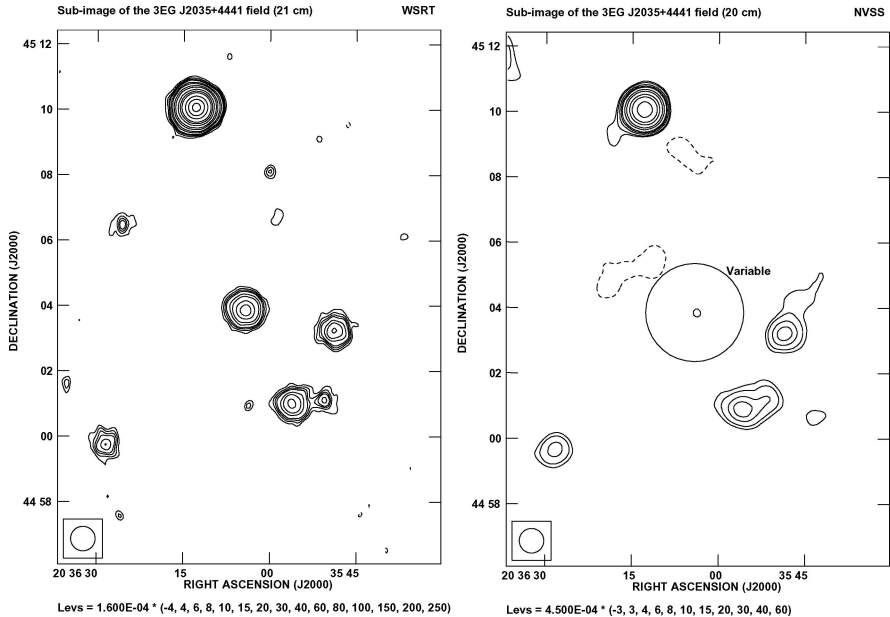 Sub-image of the 3EG J2035+4441 field (21 cm) WSRT
45 12
10
08
06
04
02
00
44 58
DECLINATION (J2000)
20 36 30 15 00 35 45
RIGHT ASCENSION (J2000)
Levs = 1.600E-04 * (-4, 4, 6, 8, 10, 15, 20, 30, 40, 60, 80, 100, 150, 200, 250)
Sub-image of the 3EG J2035+4441 field (20 cm) NVSS
45 12
10
08
06
04
02
00
44 58
DECLINATION (J2000)
Variable
20 36 30 15 00 35 45
RIGHT ASCENSION (J2000)
Levs = 4.500E-04 * (-3, 3, 4, 6, 8, 10, 15, 20, 30, 40, 60)